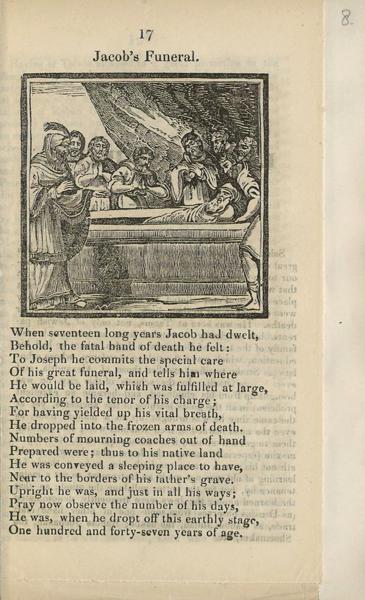 8.
17
Jacob's Funeral.
When seventeen long years Jacob had dwelt,
Behold, the fatal hand of death he felt:
To Joseph he commits the special care
Of his great funeral, and tells him where
He would be laid, which was fulfilled at large,
According to the tenor of his charge;
For having yielded up his vital breath,
He dropped into the frozen arms of death.
Numbers of mourning coaches out of hand
Prepared were; thus to his native land
He was conveyed a sleeping place to have,
Near to the borders of his father's grave.
Upright he was, and just in all his ways;
Pray now observe the number of his days,
He was, when he dropt off this earthly stage,
One hundred and forty-seven years of age.